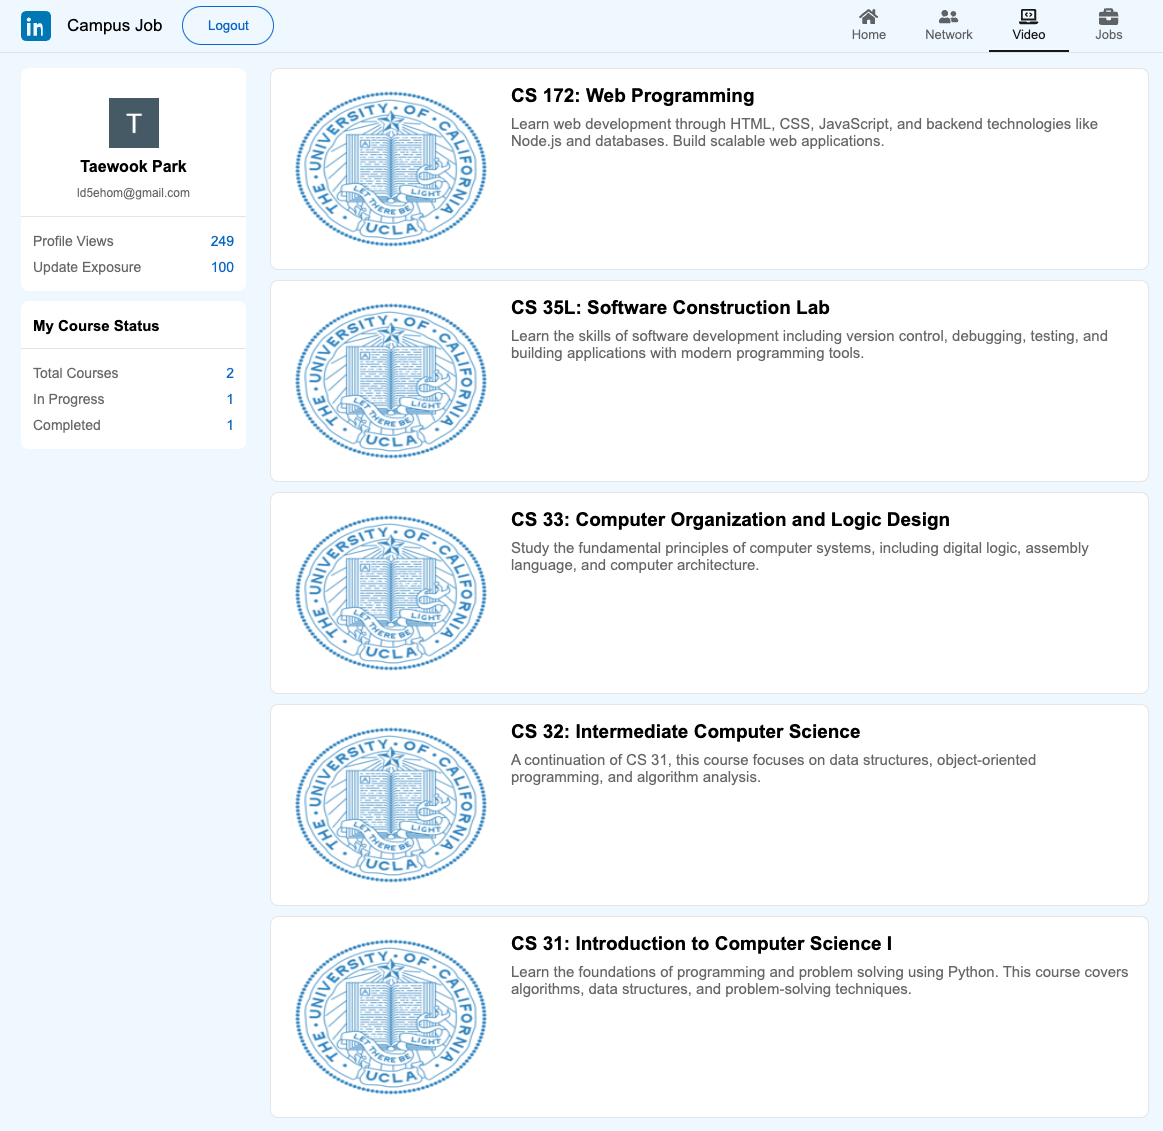 in Campus Job Logout Home Network Video Jobs
T
Taewook Park
ld5ehom@gmail.com
Profile Views 249
Update Exposure 100
My Course Status
Total Courses 2
In Progress 1
Completed 1
THE · UNIVERSITY · OF · CALIFORNIA ·
LET THERE BE LIGHT
UCLA
CS 172: Web Programming
Learn web development through HTML, CSS, JavaScript, and backend technologies like
Node.js and databases. Build scalable web applications.
THE · UNIVERSITY · OF · CALIFORNIA ·
LET THERE BE LIGHT
UCLA
CS 35L: Software Construction Lab
Learn the skills of software development including version control, debugging, testing, and
building applications with modern programming tools.
THE · UNIVERSITY · OF · CALIFORNIA ·
LET THERE BE LIGHT
UCLA
CS 33: Computer Organization and Logic Design
Study the fundamental principles of computer systems, including digital logic, assembly
language, and computer architecture.
THE · UNIVERSITY · OF · CALIFORNIA ·
LET THERE BE LIGHT
UCLA
CS 32: Intermediate Computer Science
A continuation of CS 31, this course focuses on data structures, object-oriented
programming, and algorithm analysis.
THE · UNIVERSITY · OF · CALIFORNIA ·
LET THERE BE LIGHT
UCLA
CS 31: Introduction to Computer Science I
Learn the foundations of programming and problem solving using Python. This course covers
algorithms, data structures, and problem-solving techniques.